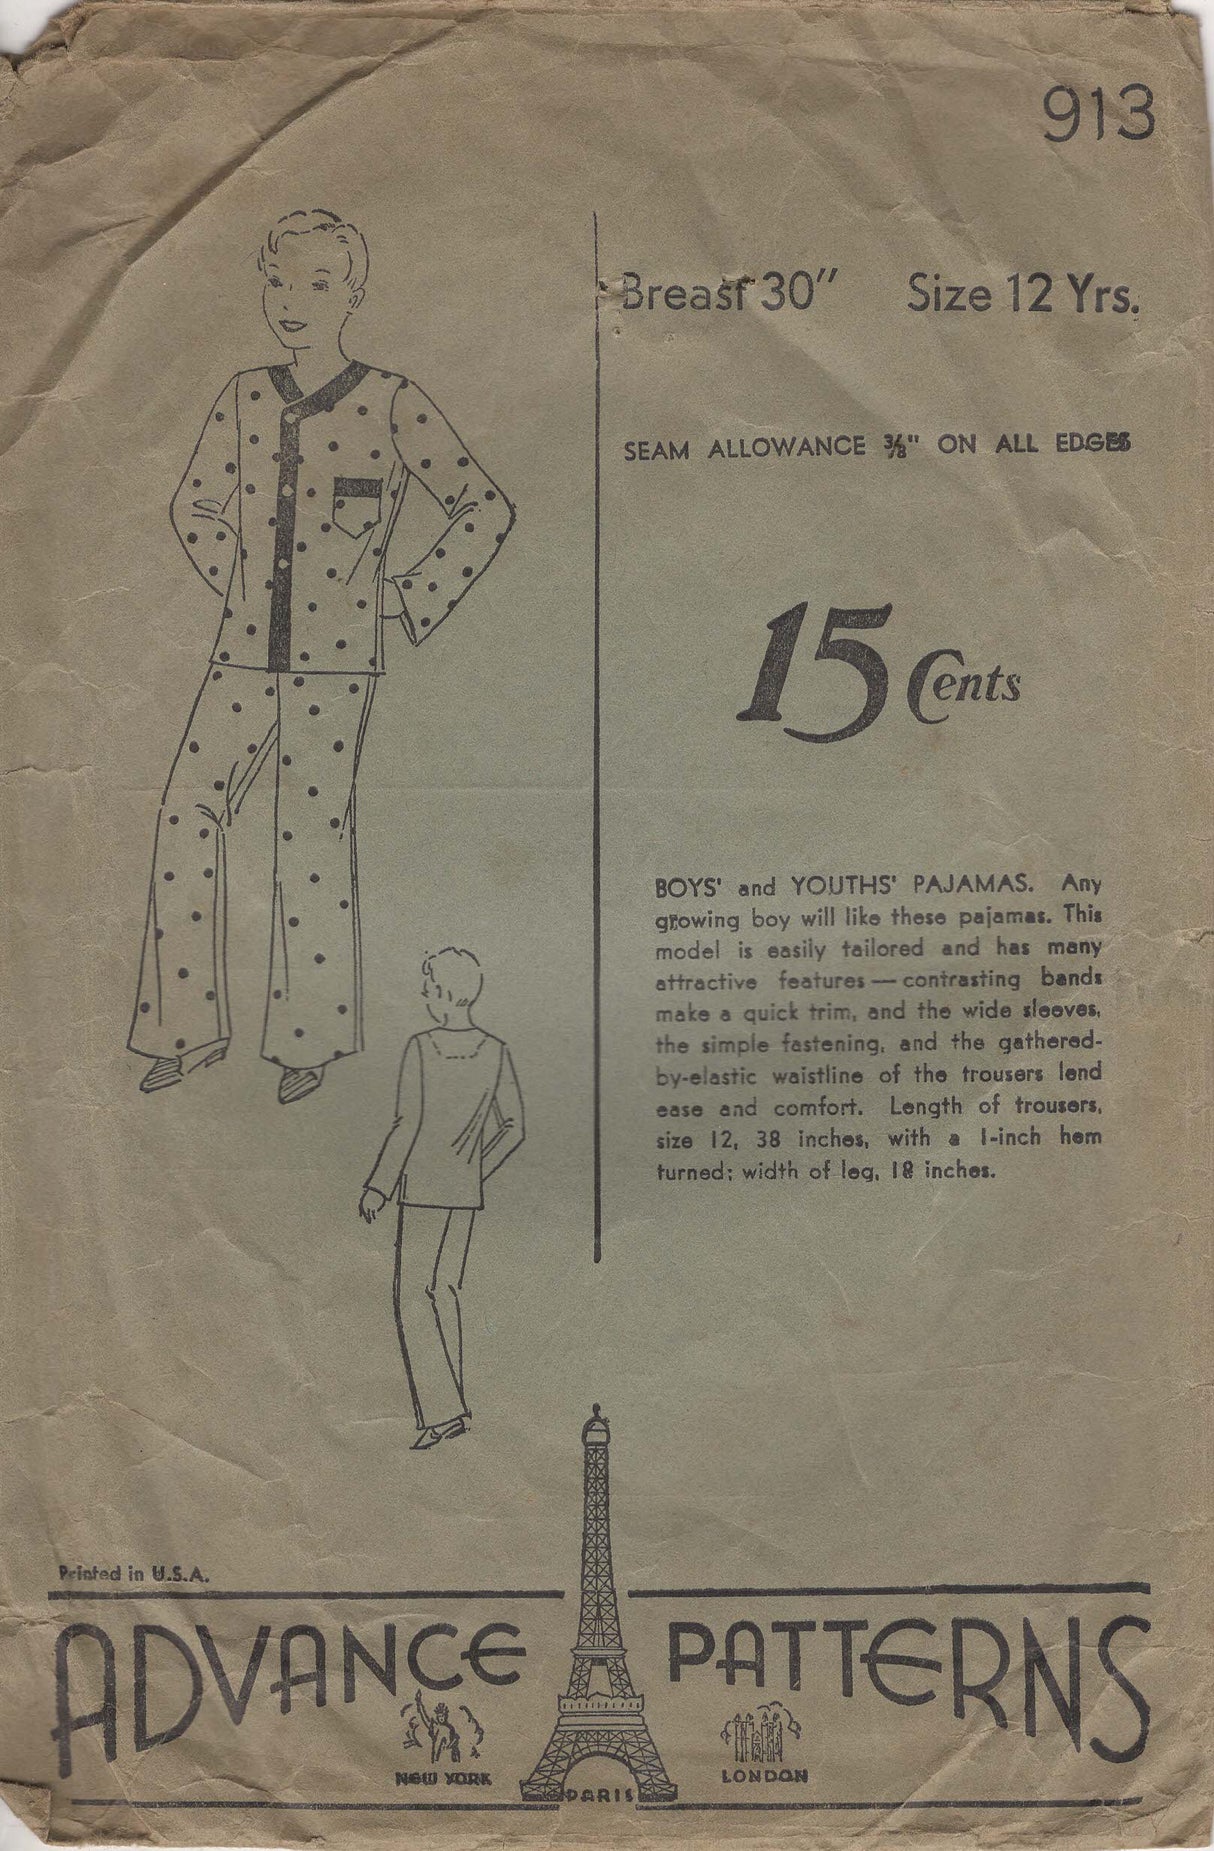 913
Breast 30" Size 12 Yrs.
SEAM ALLOWANCE ⅜" ON ALL EDGES
15 Cents
BOYS' and YOUTHS' PAJAMAS. Any
growing boy will like these pajamas. This
model is easily tailored and has many
attractive features — contrasting bands
make a quick trim, and the wide sleeves,
the simple fastening, and the gathered-
by-elastic waistline of the trousers lend
ease and comfort. Length of trousers,
size 12, 38 inches, with a 1-inch hem
turned; width of leg, 18 inches.
Printed in U.S.A.
ADVANCE PATTERNS
NEW YORK PARIS LONDON